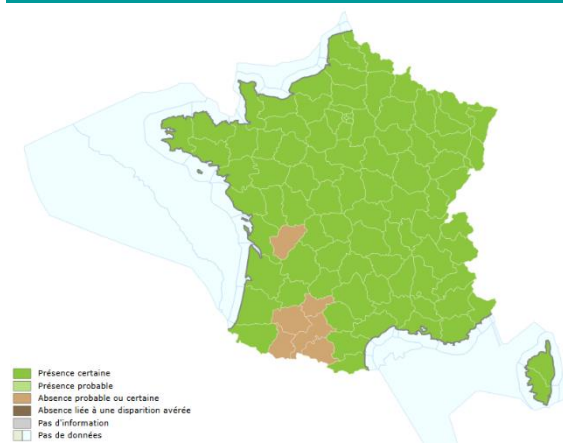 Présence certaine
Présence probable
Absence probable ou certaine
Absence liée à une disparition avérée
Pas d'information
Pas de données